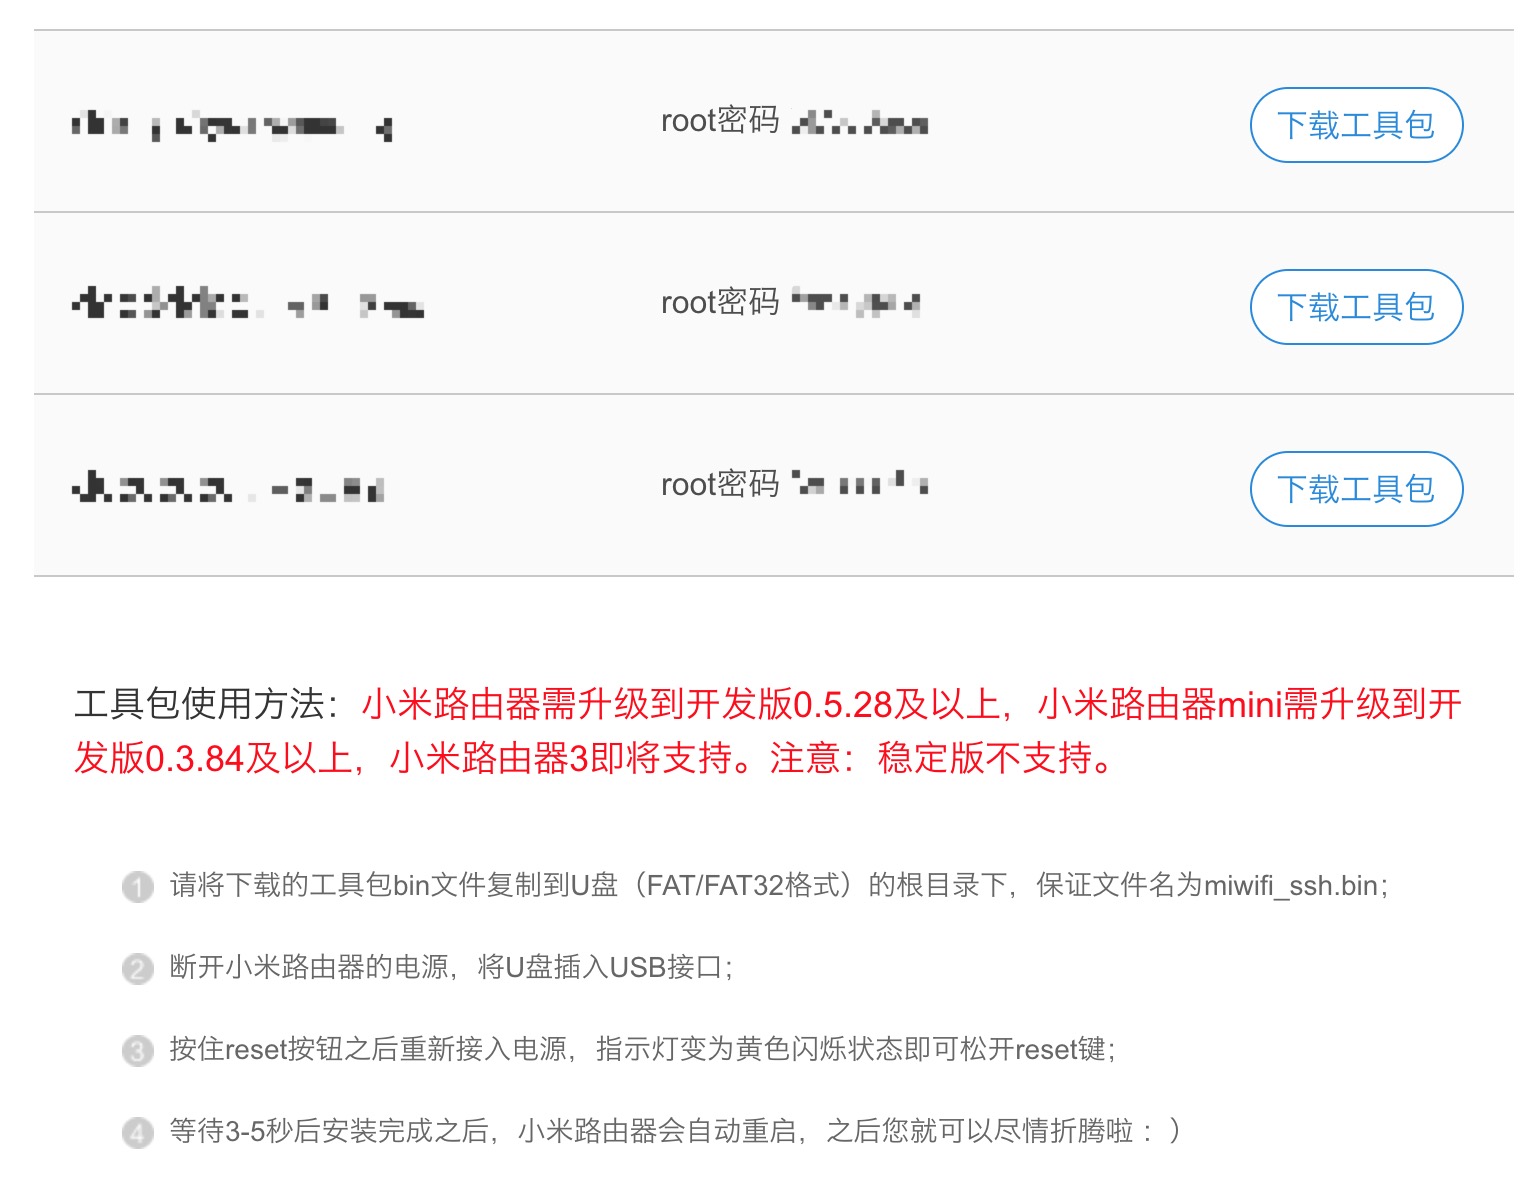 root密码
下载工具包
root密码
下载工具包
root密码
下载工具包
工具包使用方法：小米路由器需升级到开发版0.5.28及以上，小米路由器mini需升级到开
发版0.3.84及以上，小米路由器3即将支持。注意：稳定版不支持。
1 请将下载的工具包bin文件复制到U盘（FAT/FAT32格式）的根目录下，保证文件名为miwifi_ssh.bin；
2 断开小米路由器的电源，将U盘插入USB接口；
3 按住reset按钮之后重新接入电源，指示灯变为黄色闪烁状态即可松开reset键；
4 等待3-5秒后安装完成之后，小米路由器会自动重启，之后您就可以尽情折腾啦 ：）